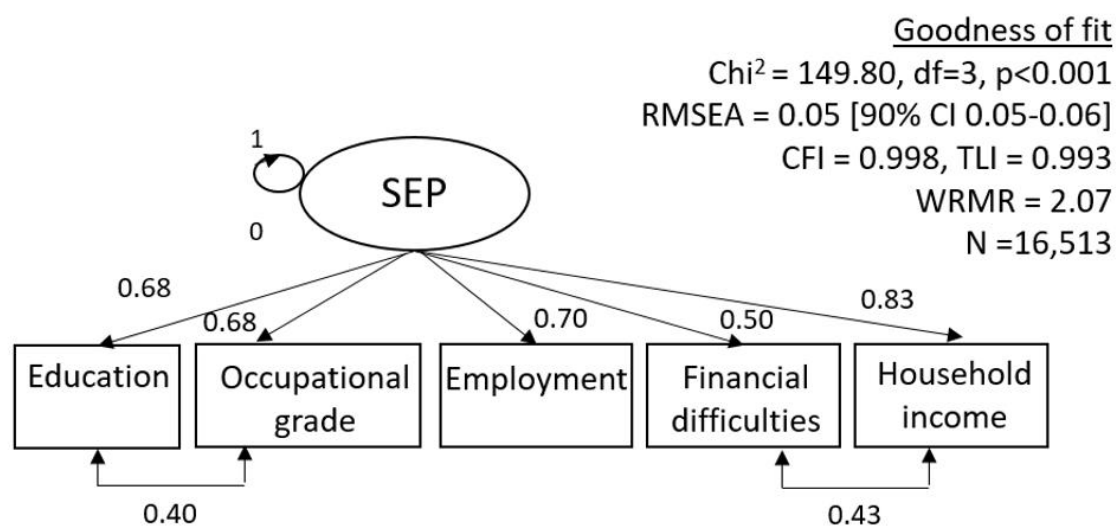 Goodness of fit
Chi² = 149.80, df=3, p<0.001
RMSEA = 0.05 [90% CI 0.05-0.06]
CFI = 0.998, TLI = 0.993
WRMR = 2.07
N =16,513
1
SEP
0
0.68
0.68
0.70
0.50
0.83
Education
Occupational
grade
Employment
Financial
difficulties
Household
income
0.40
0.43